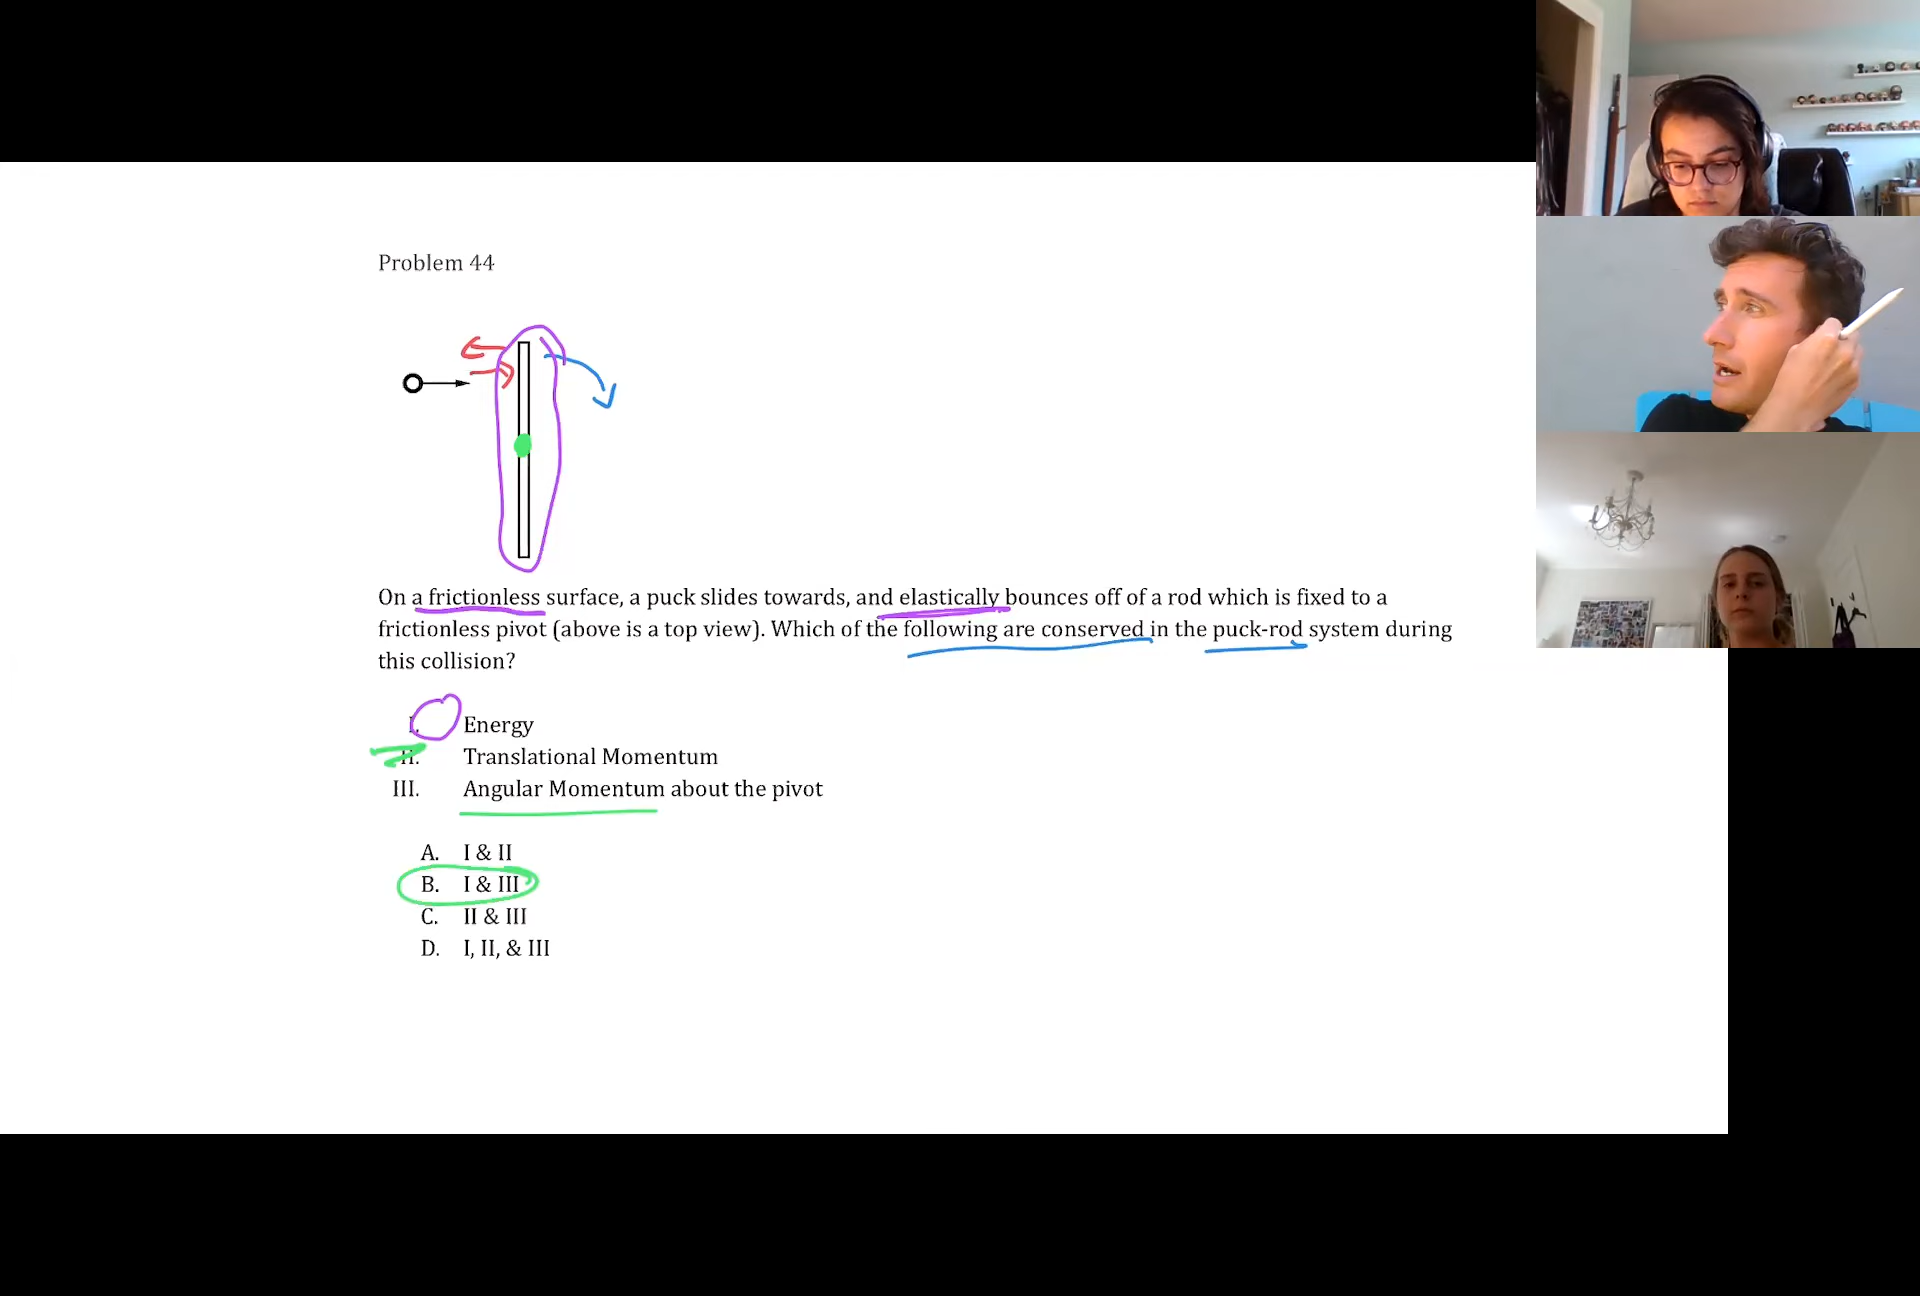 Problem 44
On a frictionless surface, a puck slides towards, and elastically bounces off of a rod which is fixed to a
frictionless pivot (above is a top view). Which of the following are conserved in the puck-rod system during
this collision?
I. Energy
II. Translational Momentum
III. Angular Momentum about the pivot
A. I & II
B. I & III
C. II & III
D. I, II, & III